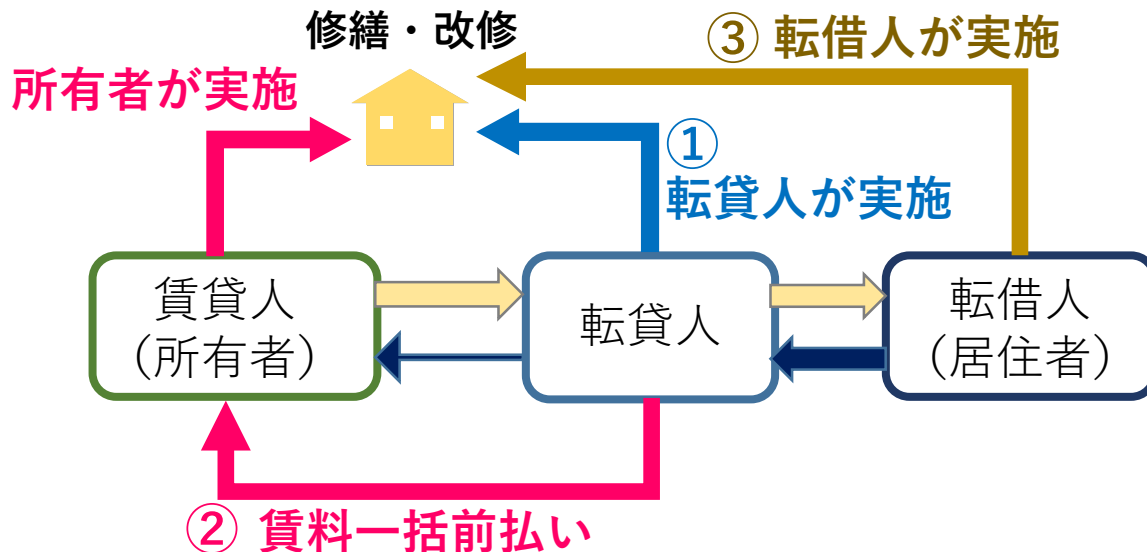 修繕・改修
③ 転借人が実施
所有者が実施
①
転貸人が実施
賃貸人
（所有者）
転貸人
転借人
（居住者）
② 賃料一括前払い